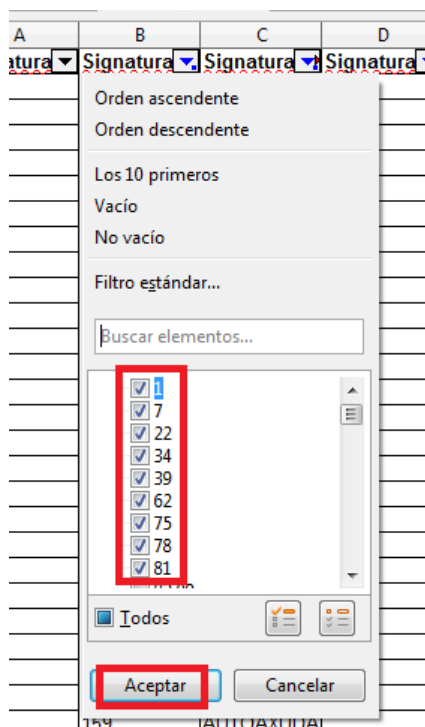 A B C D
atura Signatura Signatura Signatura
Orden ascendente
Orden descendente
Los 10 primeros
Vacío
No vacío
Filtro estándar...
Buscar elementos...
1
7
22
34
39
62
75
78
81
Todos
Aceptar Cancelar
159